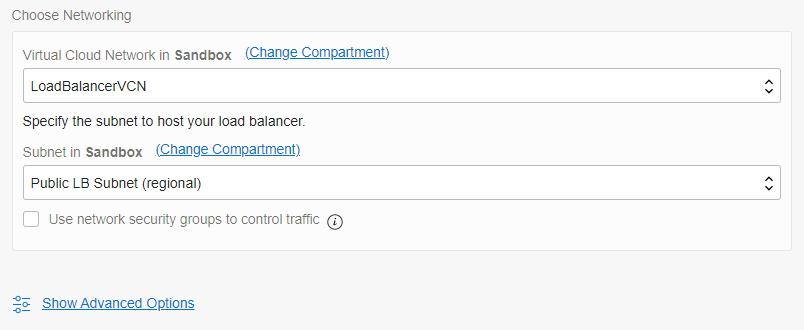 Choose Networking
Virtual Cloud Network in Sandbox (Change Compartment)
LoadBalancerVCN
Specify the subnet to host your load balancer.
Subnet in Sandbox (Change Compartment)
Public LB Subnet (regional)
Use network security groups to control traffic
Show Advanced Options